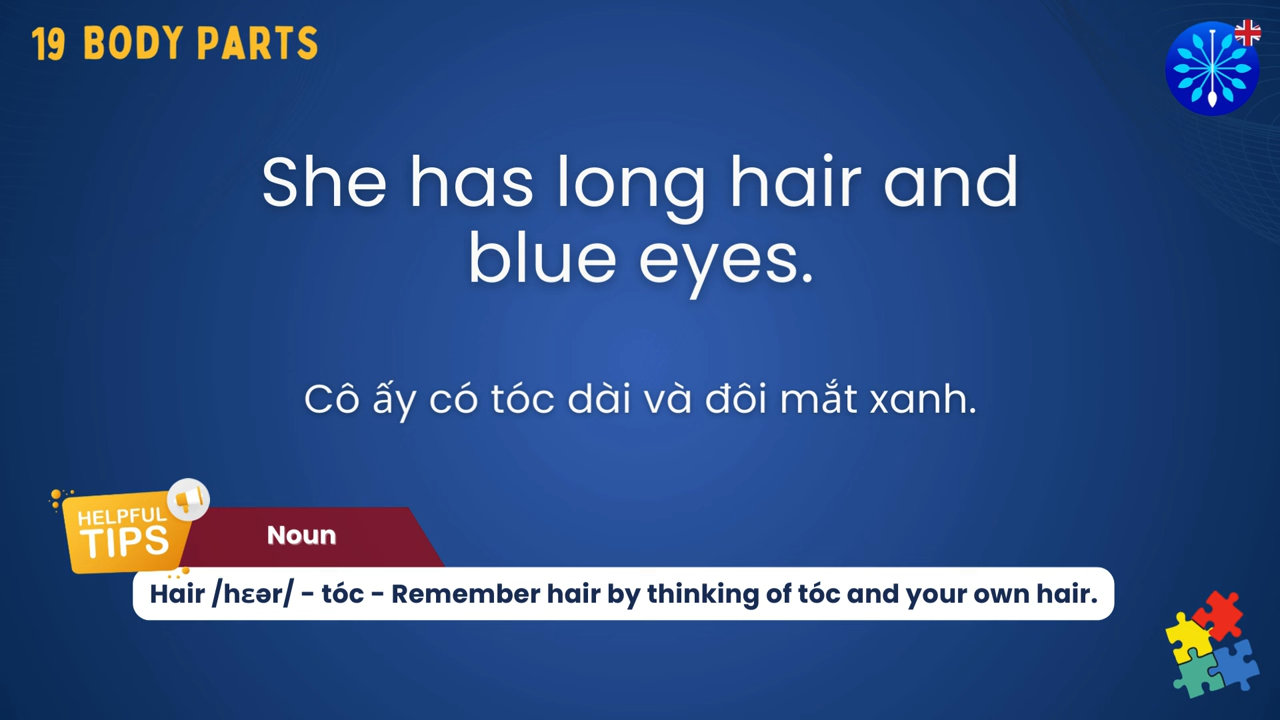 19 BODY PARTS
She has long hair and
blue eyes.
Cô ấy có tóc dài và đôi mắt xanh.
HELPFUL
TIPS
Noun
Hair /hɛər/ - tóc - Remember hair by thinking of tóc and your own hair.